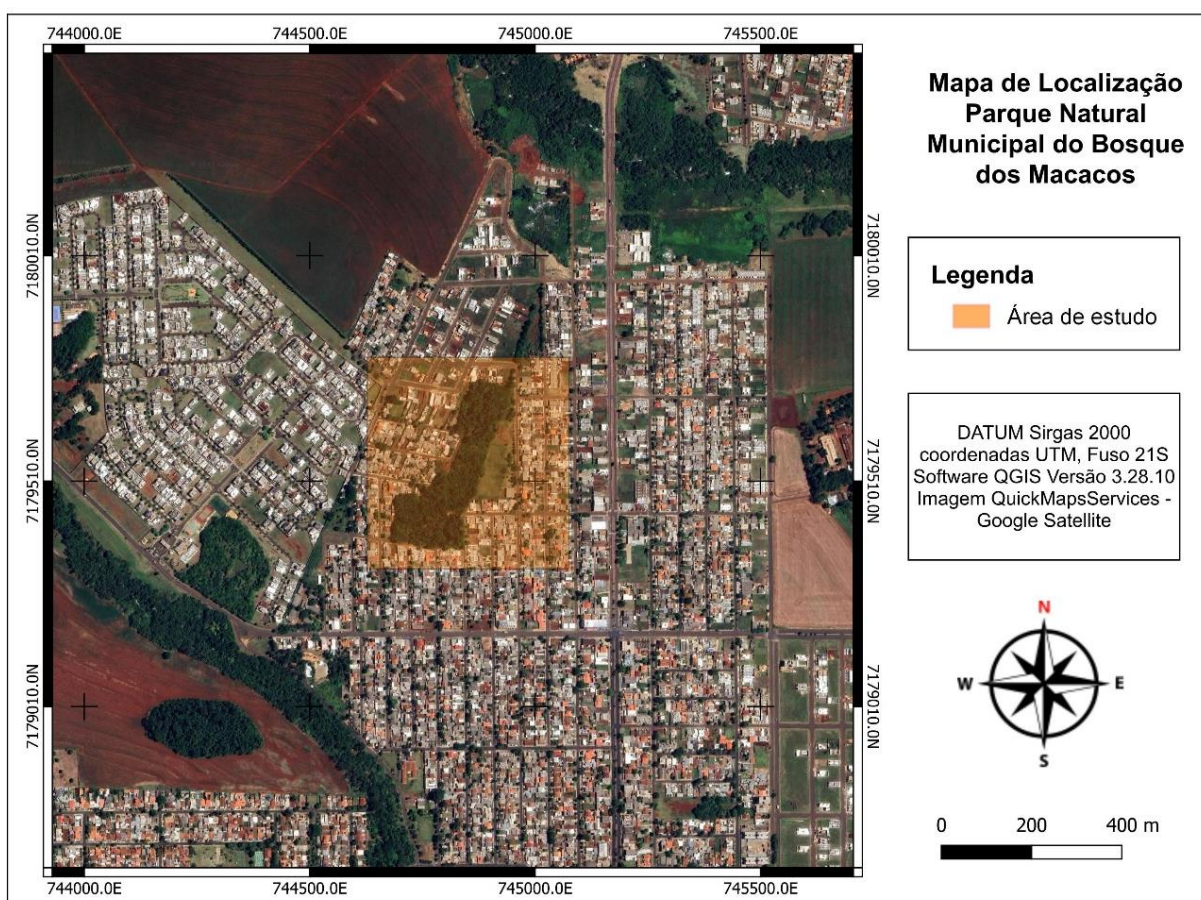 744000.0E 744500.0E 745000.0E 745500.0E
7180010.0N 7180010.0N
7179510.0N 7179510.0N
7179010.0N 7179010.0N
744000.0E 744500.0E 745000.0E 745500.0E
Mapa de Localização
Parque Natural
Municipal do Bosque
dos Macacos
Legenda
Área de estudo
DATUM Sirgas 2000
coordenadas UTM, Fuso 21S
Software QGIS Versão 3.28.10
Imagem QuickMapsServices -
Google Satellite
N
W E
S
0 200 400 m